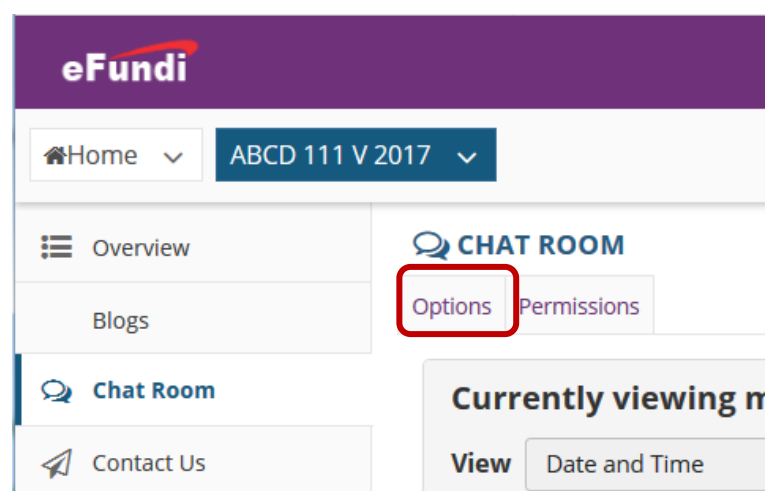 eFundi
Home
ABCD 111 V 2017
Overview
Blogs
Chat Room
Contact Us
CHAT ROOM
Options
Permissions
Currently viewing
View
Date and Time